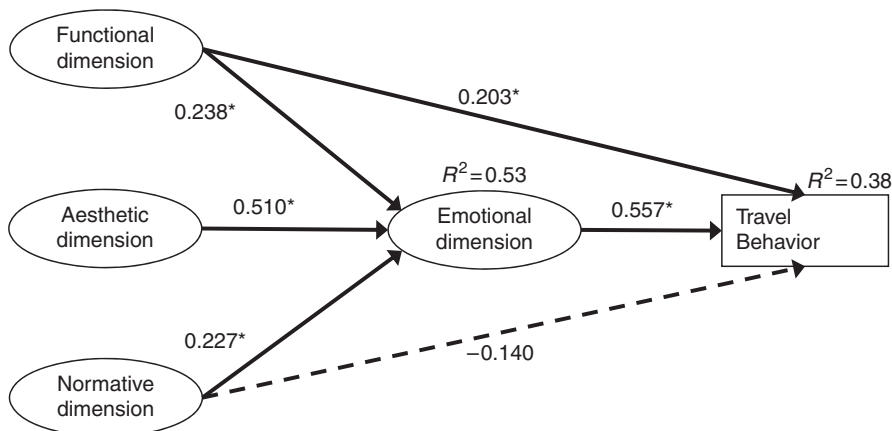 Functional
dimension
0.203*
0.238*
R² = 0.53
R² = 0.38
Aesthetic
dimension
0.510*
Emotional
dimension
0.557*
Travel
Behavior
0.227*
−0.140
Normative
dimension